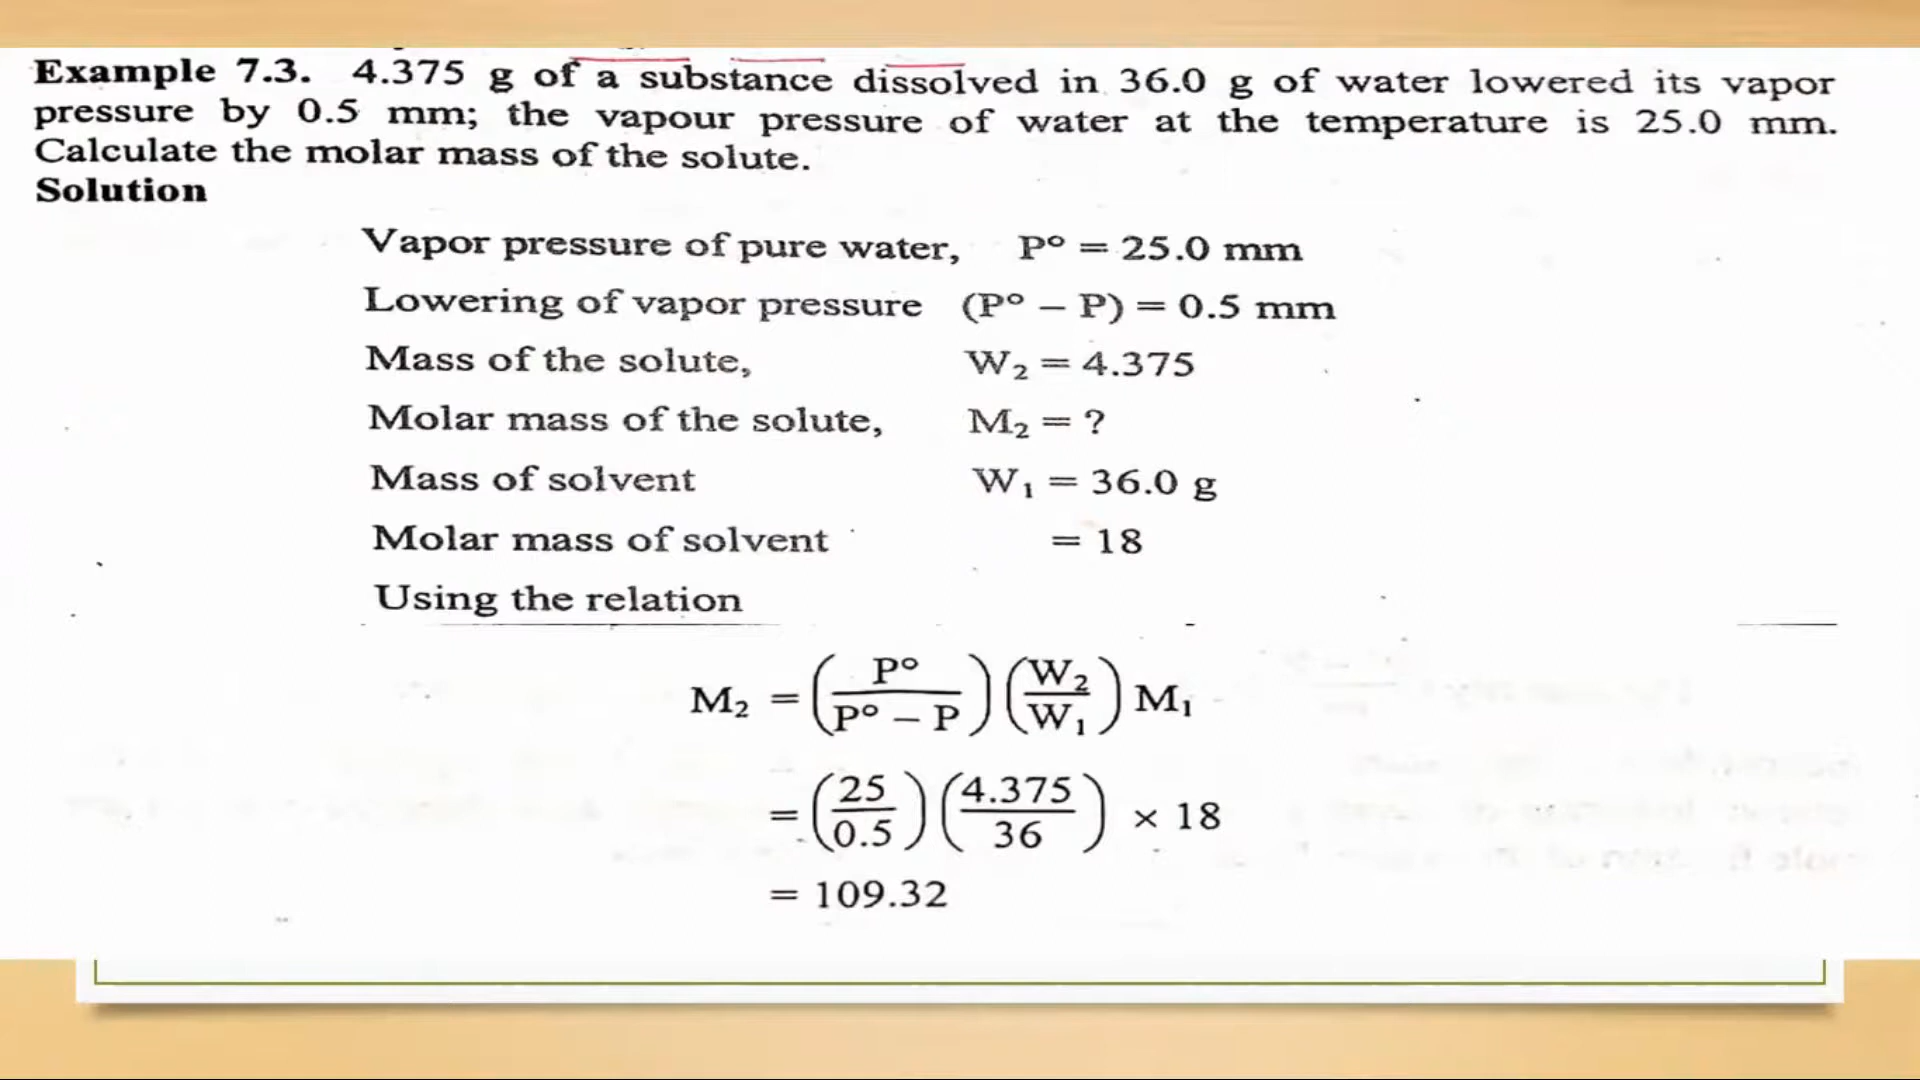 Example 7.3. 4.375 g of a substance dissolved in 36.0 g of water lowered its vapor
pressure by 0.5 mm; the vapour pressure of water at the temperature is 25.0 mm.
Calculate the molar mass of the solute.
Solution
Vapor pressure of pure water, P° = 25.0 mm
Lowering of vapor pressure (P° – P) = 0.5 mm
Mass of the solute, W₂ = 4.375
Molar mass of the solute, M₂ = ?
Mass of solvent W₁ = 36.0 g
Molar mass of solvent = 18
Using the relation
M₂ = (P° / P° – P) (W₂ / W₁) M₁
= (25 / 0.5) (4.375 / 36) × 18
= 109.32